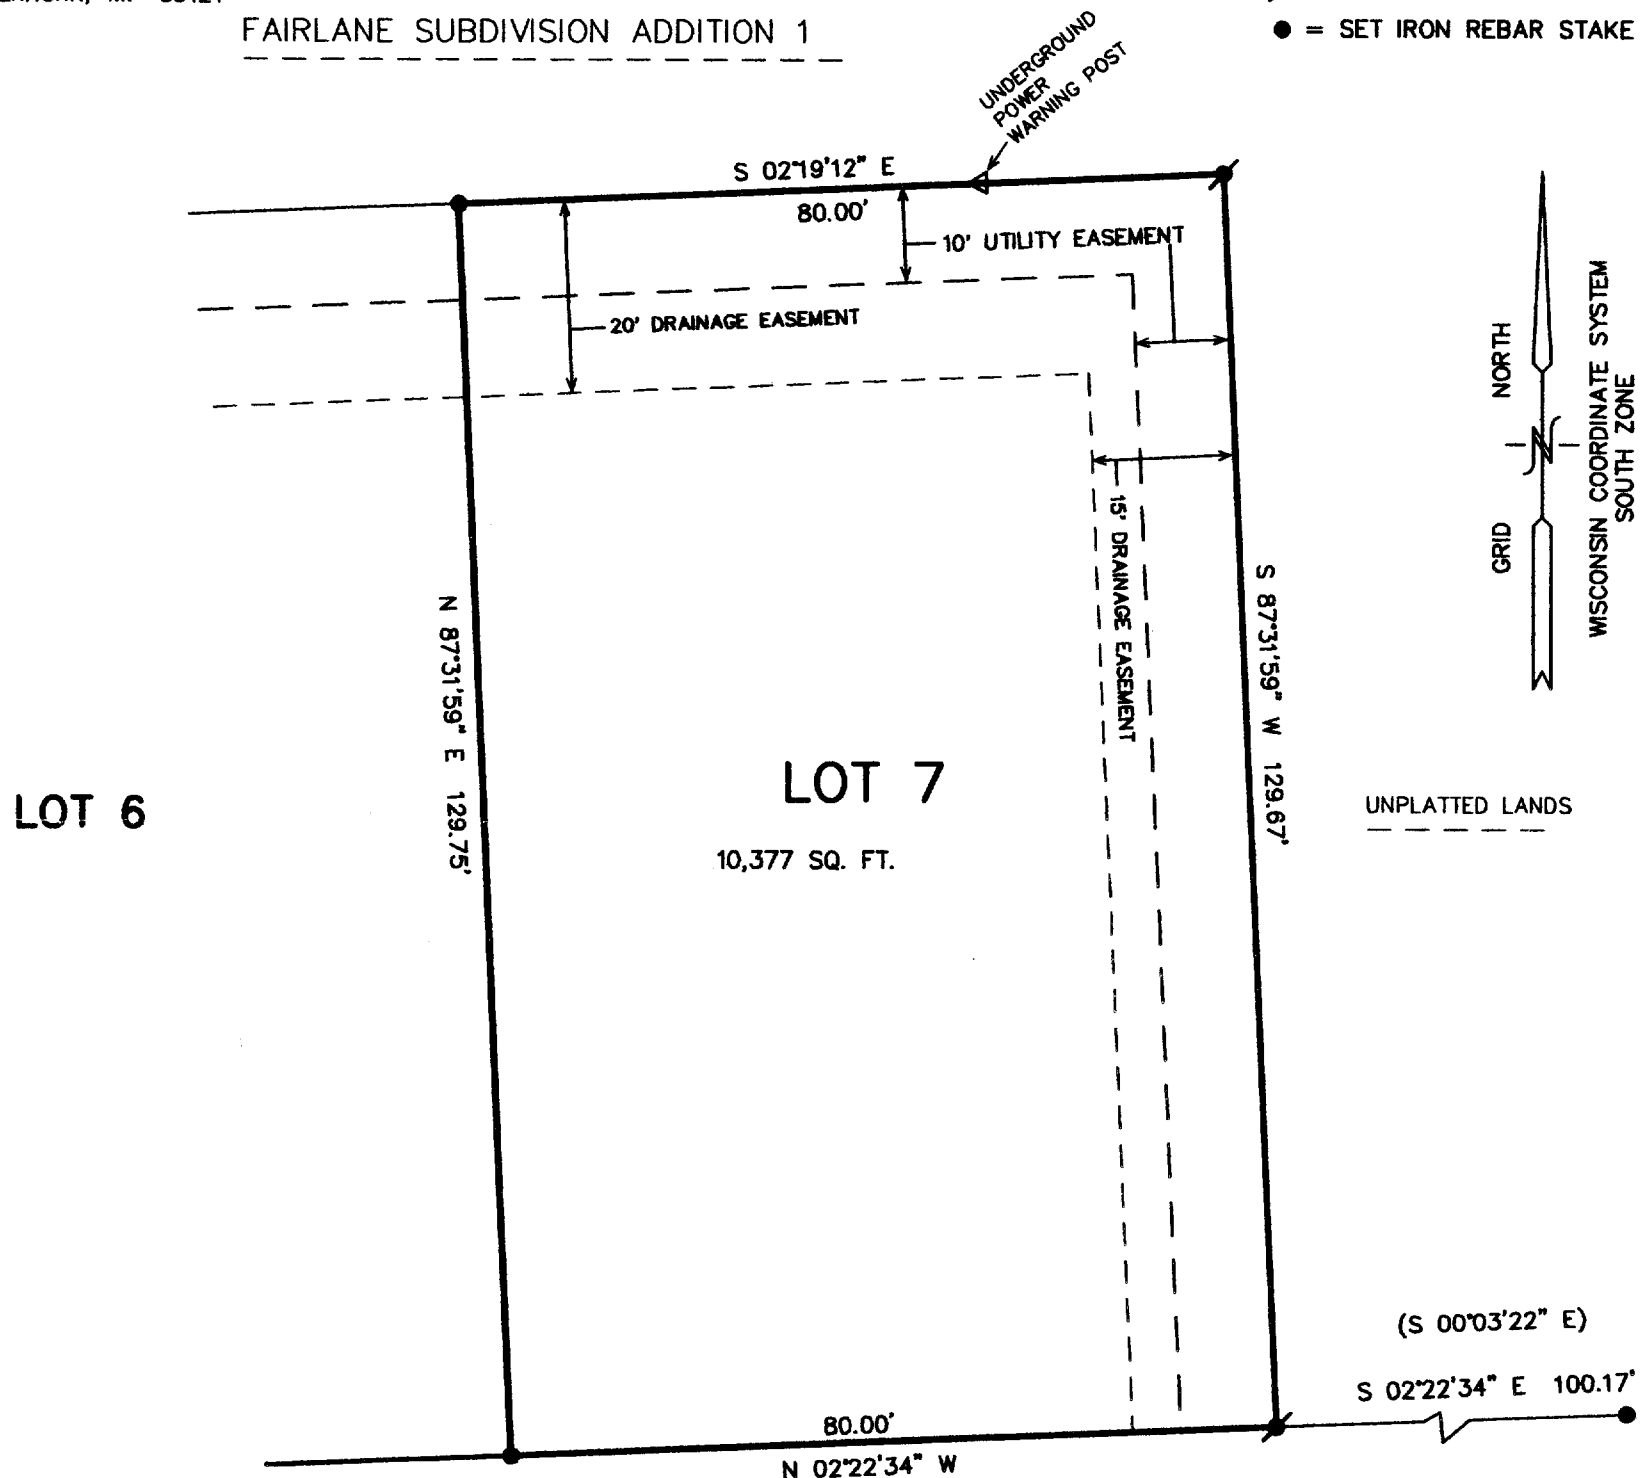 FAIRLANE SUBDIVISION ADDITION 1
● = SET IRON REBAR STAKE
UNDERGROUND
POWER
WARNING POST
S 02°19'12" E
80.00'
10' UTILITY EASEMENT
20' DRAINAGE EASEMENT
15' DRAINAGE EASEMENT
GRID NORTH
WISCONSIN COORDINATE SYSTEM
SOUTH ZONE
N 87°31'59" E 129.75'
S 87°31'59" W 129.67'
LOT 6
LOT 7
10,377 SQ. FT.
UNPLATTED LANDS
(S 00°03'22" E)
S 02°22'34" E 100.17'
80.00'
N 02°22'34" W